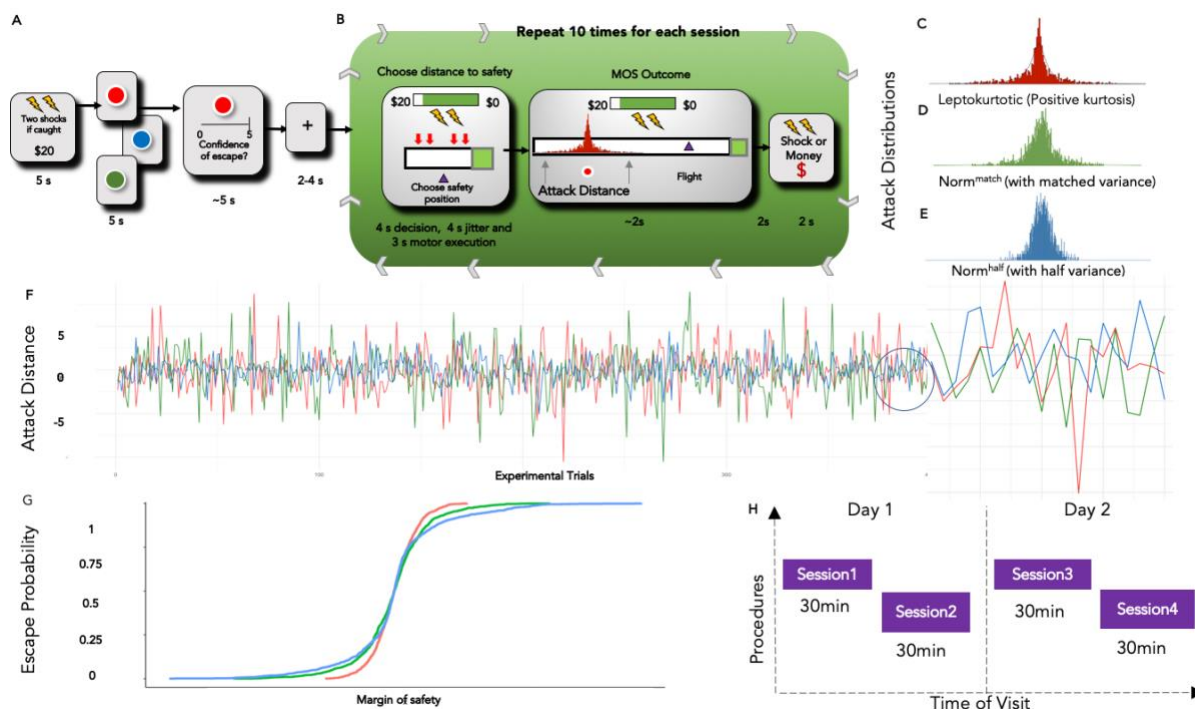 A
Two shocks
if caught
$20
5 s
5 s
0 5
Confidence
of escape?
~5 s
+
2-4 s
B
Repeat 10 times for each session
Choose distance to safety
$20 $0
Choose safety
position
4 s decision, 4 s jitter and
3 s motor execution
MOS Outcome
$20 $0
Attack Distance
Flight
~2s
2s
Shock or
Money
$
2 s
Attack Distributions
C
Leptokurtotic (Positive kurtosis)
D
Norm^match (with matched variance)
E
Norm^half (with half variance)
F
Attack Distance
5
0
-5
0
Experimental Trials
G
Escape Probability
1
0.75
0.5
0.25
0
Margin of safety
H
Day 1 Day 2
Procedures
Session1
30min
Session2
30min
Session3
30min
Session4
30min
Time of Visit